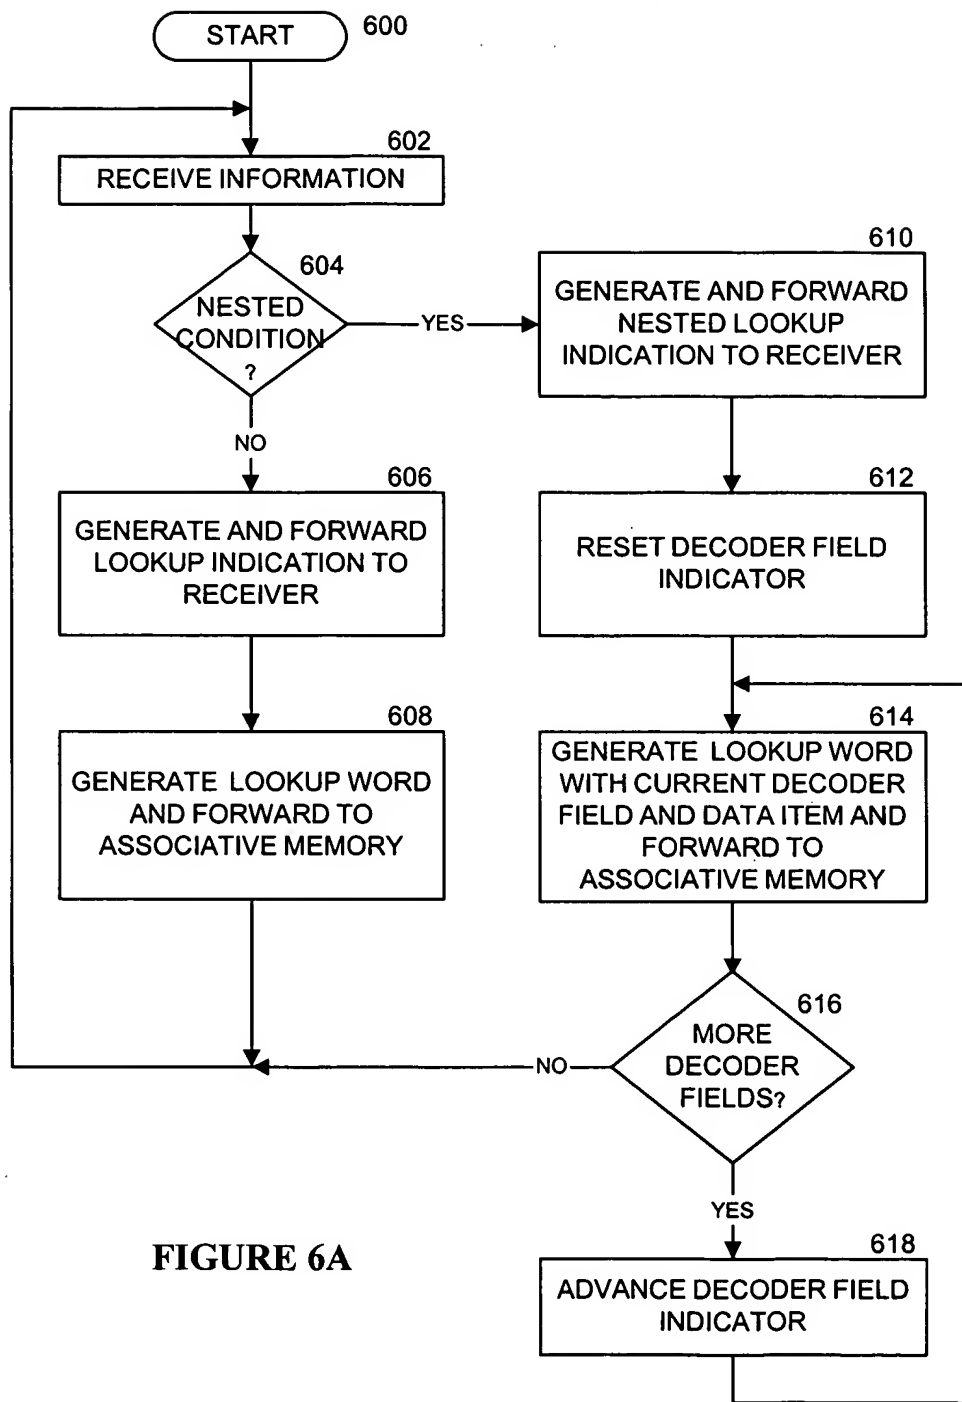 START
600
602
RECEIVE INFORMATION
604
NESTED
CONDITION
?
YES
610
GENERATE AND FORWARD
NESTED LOOKUP
INDICATION TO RECEIVER
NO
606
GENERATE AND FORWARD
LOOKUP INDICATION TO
RECEIVER
612
RESET DECODER FIELD
INDICATOR
608
GENERATE LOOKUP WORD
AND FORWARD TO
ASSOCIATIVE MEMORY
614
GENERATE LOOKUP WORD
WITH CURRENT DECODER
FIELD AND DATA ITEM AND
FORWARD TO
ASSOCIATIVE MEMORY
616
MORE
DECODER
FIELDS?
NO
YES
618
ADVANCE DECODER FIELD
INDICATOR
FIGURE 6A